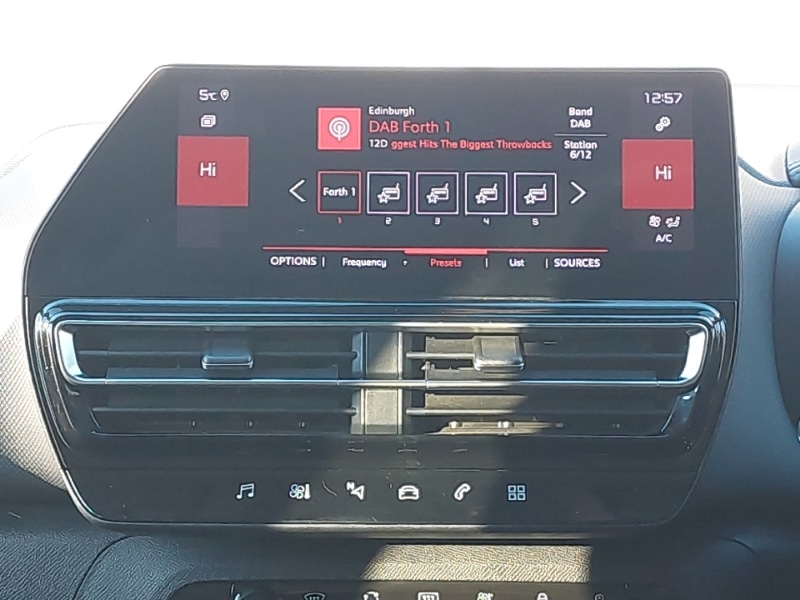 5°C
12:57
Edinburgh
DAB Forth 1
12D ggest Hits The Biggest Throwbacks
Band
DAB
Station
6/12
Hi
Hi
Forth 1
1 2 3 4 5
A/C
OPTIONS | Frequency Presets | List | SOURCES
N